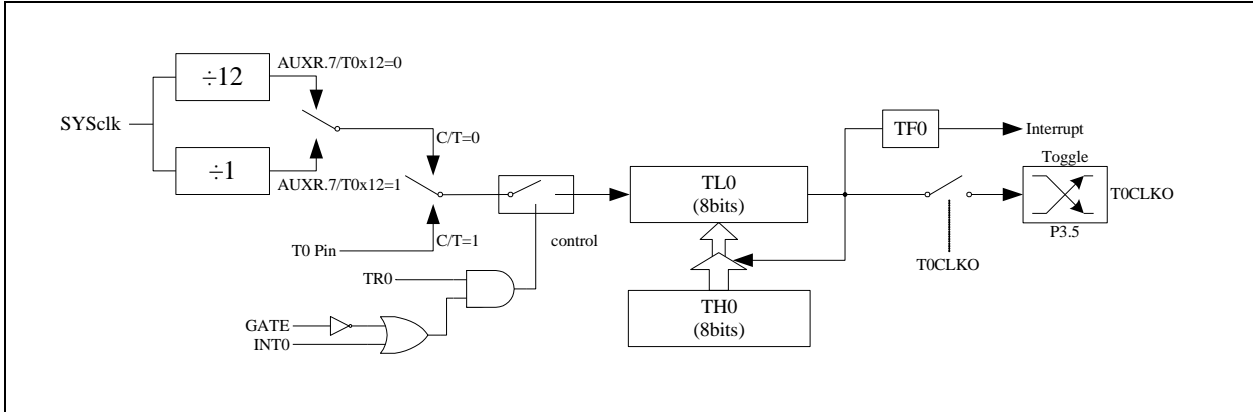 ÷12
AUXR.7/T0x12=0
SYSclk
C/T=0
÷1
AUXR.7/T0x12=1
T0 Pin
C/T=1
control
TR0
GATE
INT0
TL0
(8bits)
TH0
(8bits)
TF0
Interrupt
Toggle
T0CLKO
P3.5
T0CLKO